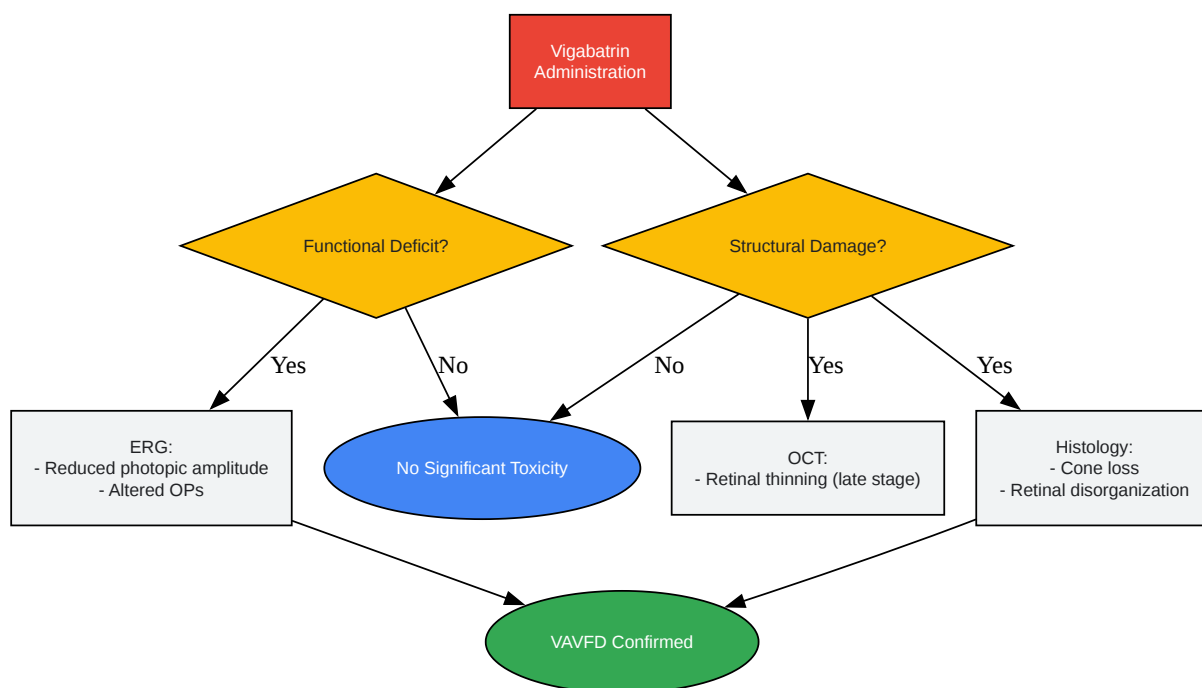 Vigabatrin
Administration
Functional Deficit?
Structural Damage?
Yes
No
No
Yes
Yes
ERG:
- Reduced photopic amplitude
- Altered OPs
No Significant Toxicity
OCT:
- Retinal thinning (late stage)
Histology:
- Cone loss
- Retinal disorganization
VAVFD Confirmed